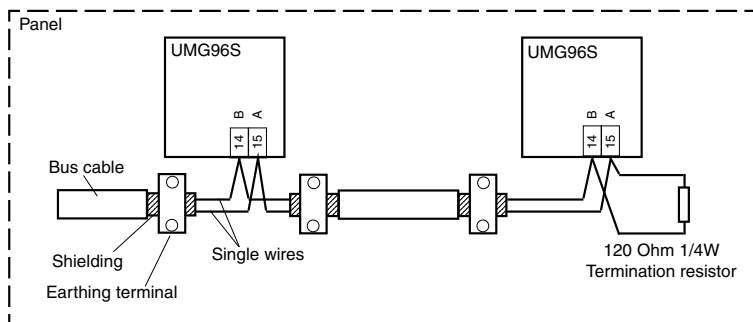 Panel
UMG96S
UMG96S
B A
14 15
B A
14 15
Bus cable
Shielding
Single wires
Earthing terminal
120 Ohm 1/4W
Termination resistor